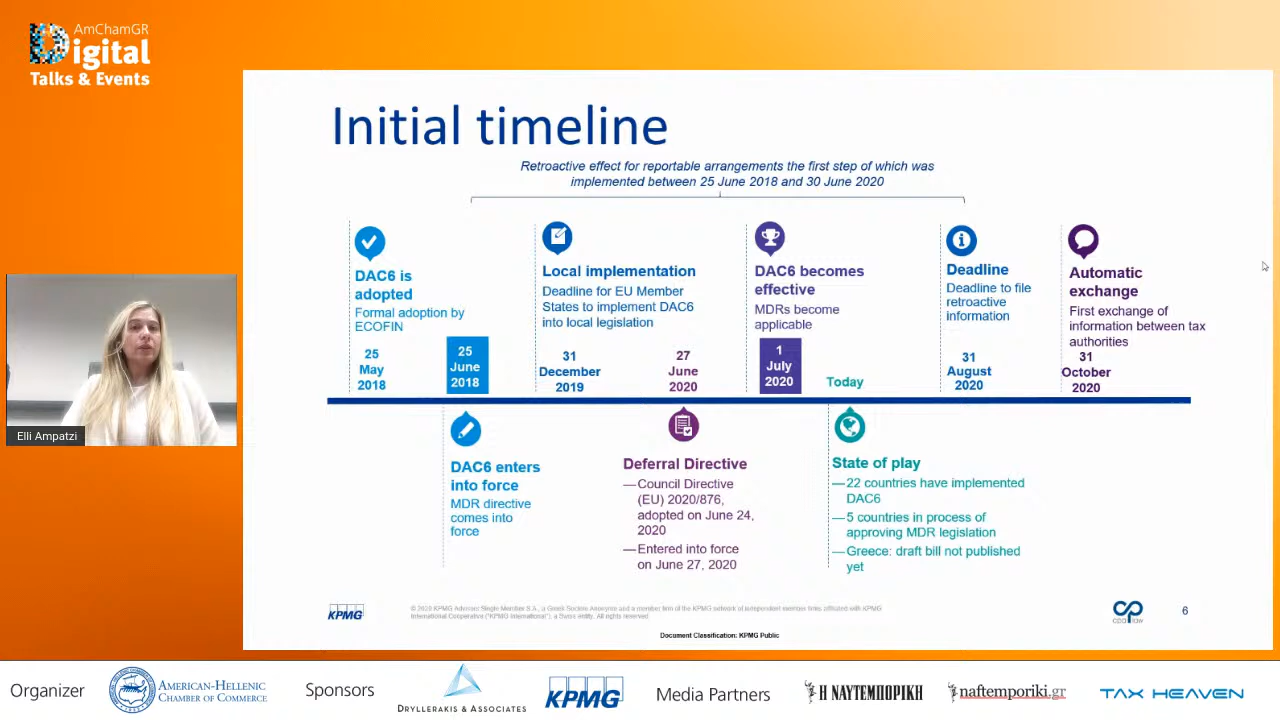 AmChamGR
Digital
Talks & Events
Initial timeline
Retroactive effect for reportable arrangements the first step of which was
implemented between 25 June 2018 and 30 June 2020
DAC6 is
adopted
Formal adoption by
ECOFIN
25
May
2018
25
June
2018
Local implementation
Deadline for EU Member
States to implement DAC6
into local legislation
31
December
2019
27
June
2020
DAC6 becomes
effective
MDRs become
applicable
1
July
2020
Today
Deadline
Deadline to file
retroactive
information
31
August
2020
Automatic
exchange
First exchange of
information between tax
authorities
31
October
2020
DAC6 enters
into force
MDR directive
comes into
force
Deferral Directive
—Council Directive
(EU) 2020/876,
adopted on June 24,
2020
—Entered into force
on June 27, 2020
State of play
—22 countries have implemented
DAC6
—5 countries in process of
approving MDR legislation
—Greece: draft bill not published
yet
Elli Ampatzi
KPMG
© 2020 KPMG Advisors Single Member S.A., a Greek Societe Anonyme and a member firm of the KPMG network of independent member firms affiliated with KPMG
International Cooperative ("KPMG International"), a Swiss entity. All rights reserved.
Document Classification: KPMG Public
cpa law
6
Organizer
AMERICAN-HELLENIC
CHAMBER OF COMMERCE
Sponsors
DRYLLERAKIS & ASSOCIATES
KPMG
Media Partners
Η ΝΑΥΤΕΜΠΟΡΙΚΗ
naftemporiki.gr
TAX HEAVEN